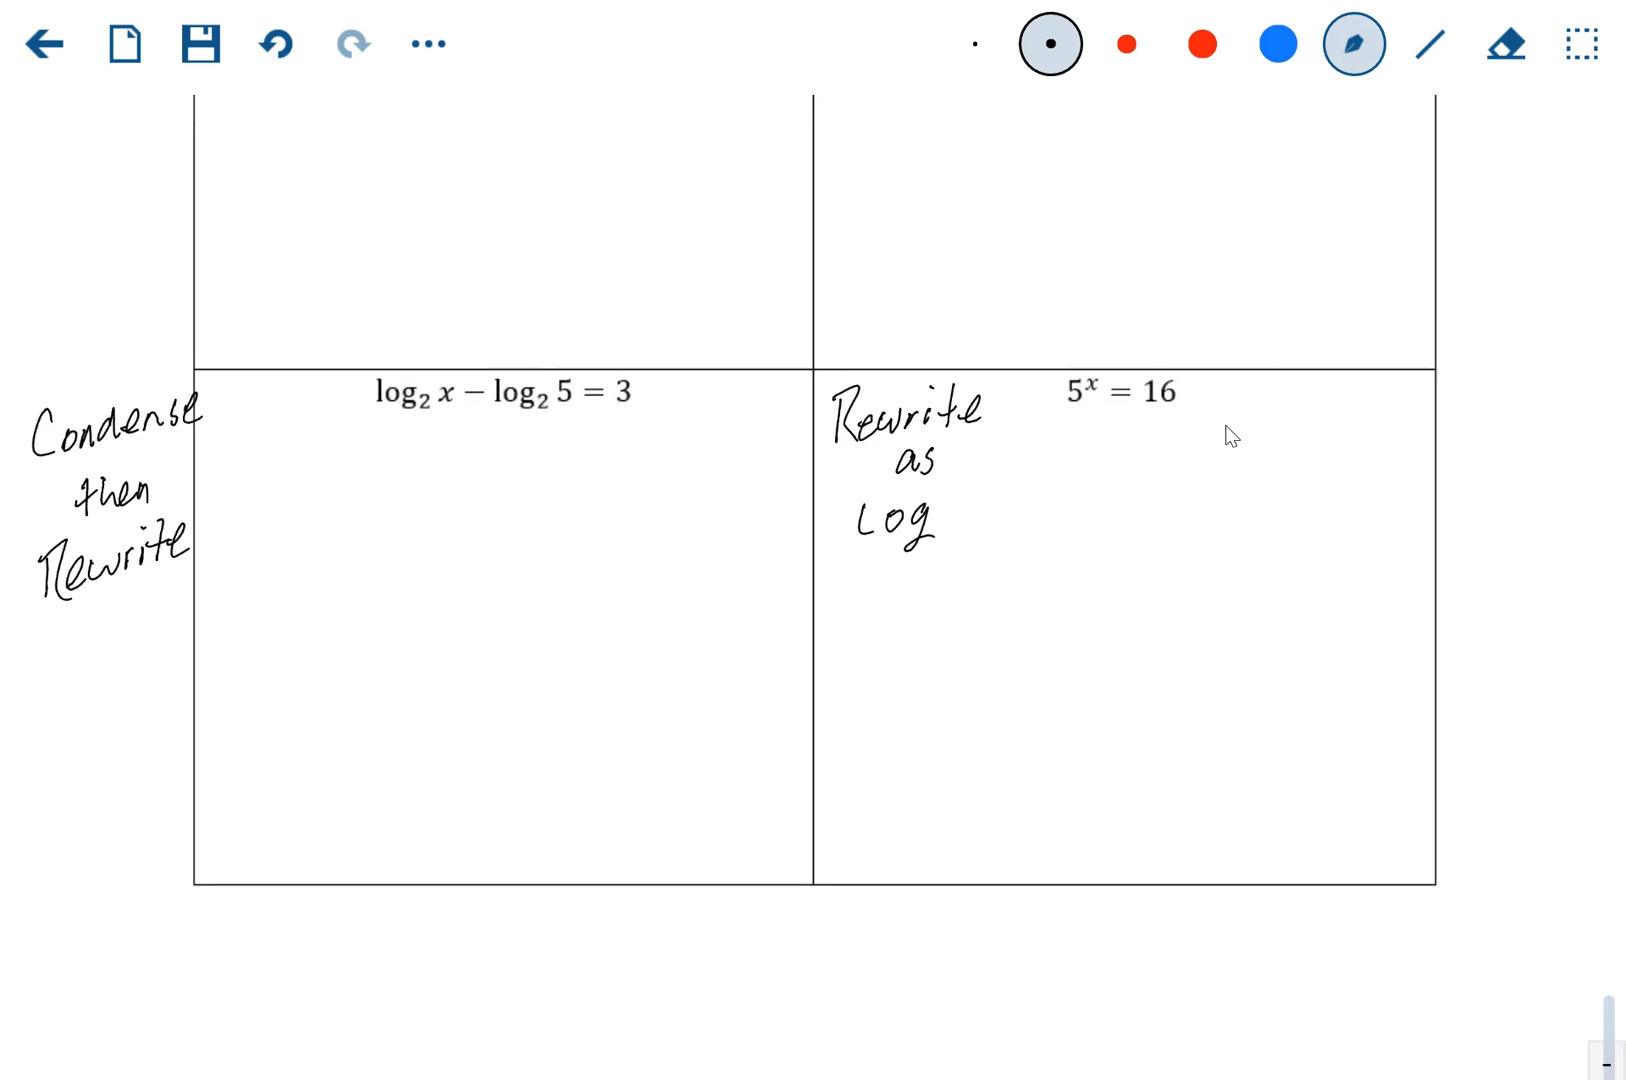 log₂ x − log₂ 5 = 3
Condense
then
Rewrite
5ˣ = 16
Rewrite
as
Log